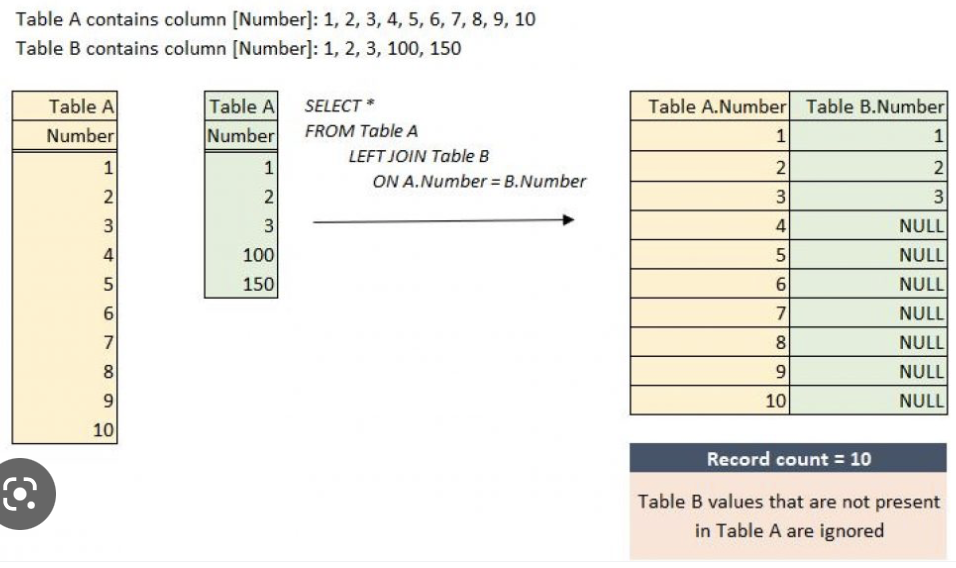 Table A contains column [Number]: 1, 2, 3, 4, 5, 6, 7, 8, 9, 10
Table B contains column [Number]: 1, 2, 3, 100, 150
Table A
Number
1
2
3
4
5
6
7
8
9
10
Table A
Number
1
2
3
100
150
SELECT *
FROM Table A
LEFT JOIN Table B
ON A.Number = B.Number
Table A.Number Table B.Number
1 1
2 2
3 3
4 NULL
5 NULL
6 NULL
7 NULL
8 NULL
9 NULL
10 NULL
Record count = 10
Table B values that are not present
in Table A are ignored